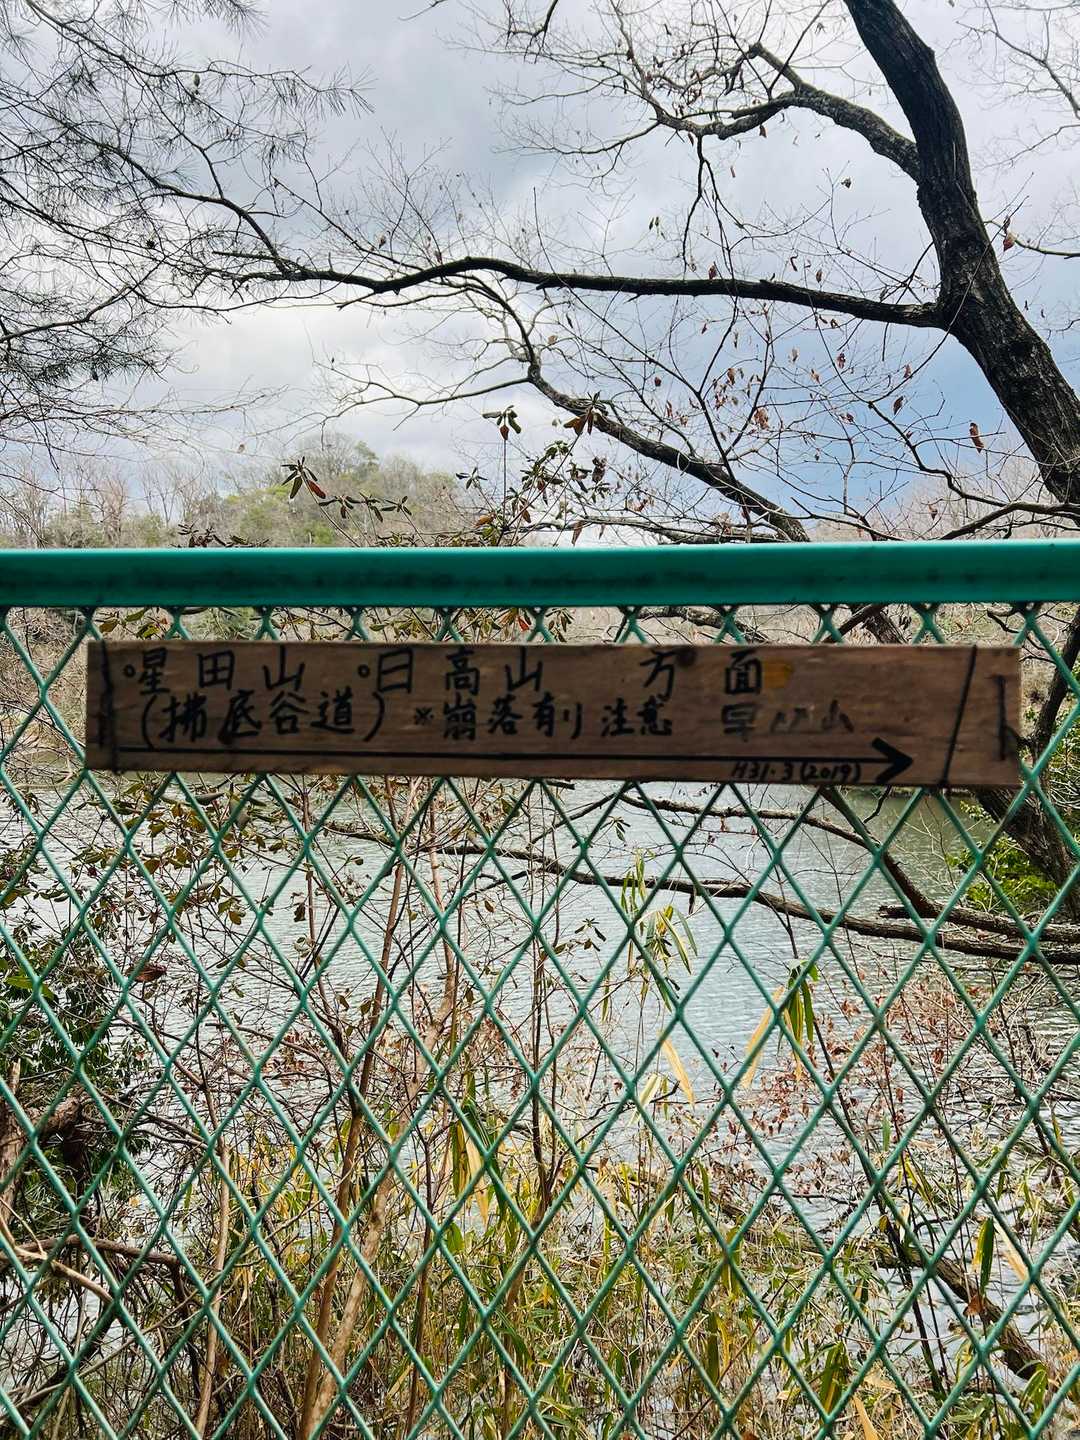 。星田山 。日高山 方面
(拂底谷道) ※崩落有り 注意
H31・3(2019)